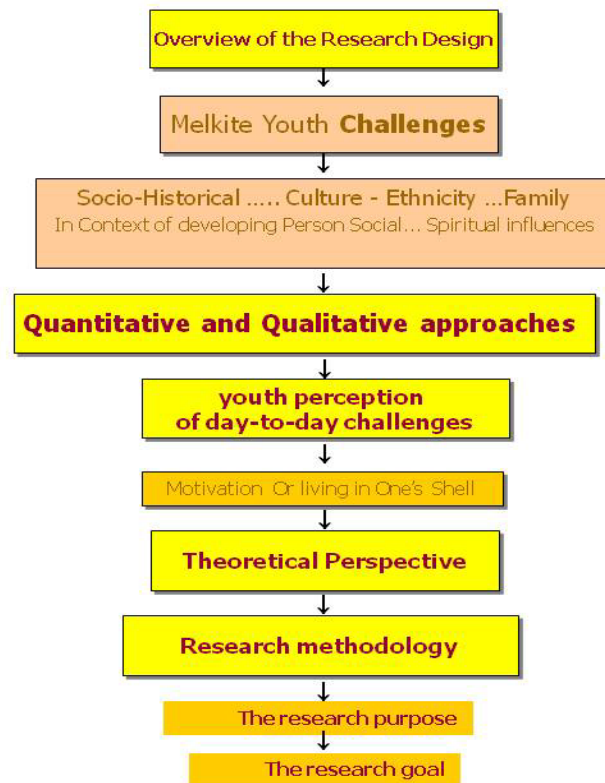 Overview of the Research Design
Melkite Youth Challenges
Socio-Historical ..... Culture - Ethnicity ...Family
In Context of developing Person Social... Spiritual influences
Quantitative and Qualitative approaches
youth perception
of day-to-day challenges
Motivation Or living in One's Shell
Theoretical Perspective
Research methodology
The research purpose
The research goal